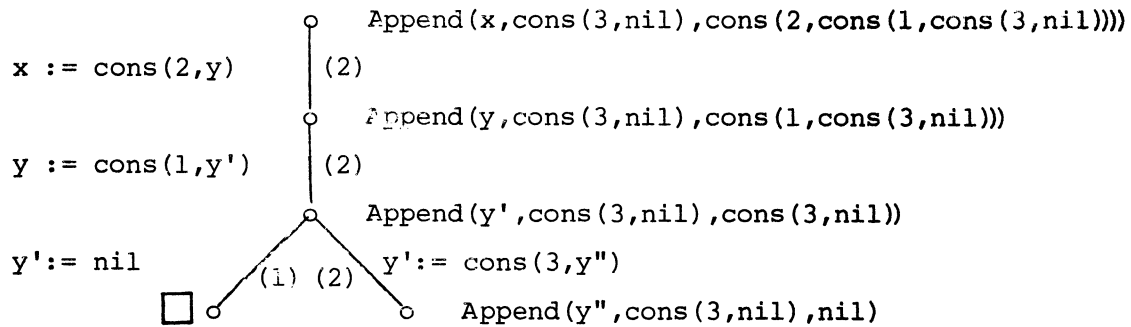 Append(x,cons(3,nil),cons(2,cons(1,cons(3,nil))))
x := cons(2,y) (2)
Append(y,cons(3,nil),cons(1,cons(3,nil)))
y := cons(1,y') (2)
Append(y',cons(3,nil),cons(3,nil))
y':= nil (1) (2) y':= cons(3,y")
Append(y",cons(3,nil),nil)